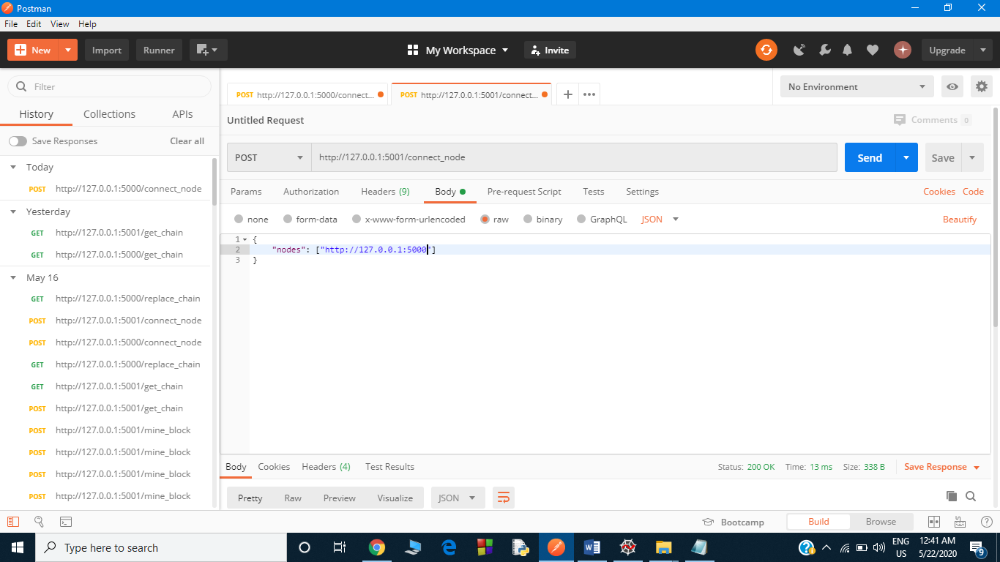 Postman
File Edit View Help
New Import Runner My Workspace Invite Upgrade
Filter
History Collections APIs
Save Responses Clear all
Today
POST http://127.0.0.1:5000/connect_node
Yesterday
GET http://127.0.0.1:5001/get_chain
GET http://127.0.0.1:5000/get_chain
May 16
GET http://127.0.0.1:5000/replace_chain
POST http://127.0.0.1:5001/connect_node
POST http://127.0.0.1:5000/connect_node
GET http://127.0.0.1:5000/replace_chain
GET http://127.0.0.1:5001/get_chain
POST http://127.0.0.1:5001/get_chain
POST http://127.0.0.1:5001/mine_block
POST http://127.0.0.1:5001/mine_block
POST http://127.0.0.1:5001/mine_block
POST http://127.0.0.1:5001/mine_block
POST http://127.0.0.1:5000/connect... POST http://127.0.0.1:5001/connect... No Environment
Untitled Request Comments 0
POST http://127.0.0.1:5001/connect_node Send Save
Params Authorization Headers (9) Body Pre-request Script Tests Settings Cookies Code
none form-data x-www-form-urlencoded raw binary GraphQL JSON Beautify
1 {
2 "nodes": ["http://127.0.0.1:5000"]
3 }
Body Cookies Headers (4) Test Results Status: 200 OK Time: 13 ms Size: 338 B Save Response
Pretty Raw Preview Visualize JSON
Bootcamp Build Browse
Type here to search ENG US 12:41 AM 5/22/2020 9